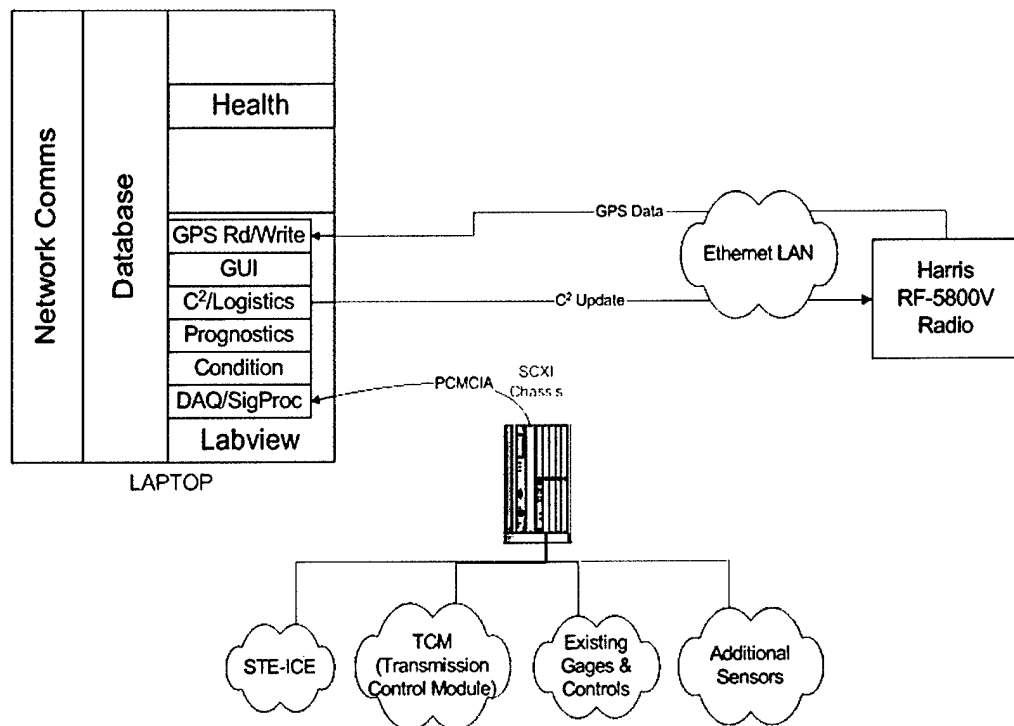 Network Comms
Database
Health
GPS Rd/Write
GUI
C²/Logistics
Prognostics
Condition
DAQ/SigProc
Labview
LAPTOP
GPS Data
Ethernet LAN
C² Update
Harris
RF-5800V
Radio
PCMCIA
SCXI
Chassis
STE-ICE
TCM
(Transmission
Control Module)
Existing
Gages &
Controls
Additional
Sensors